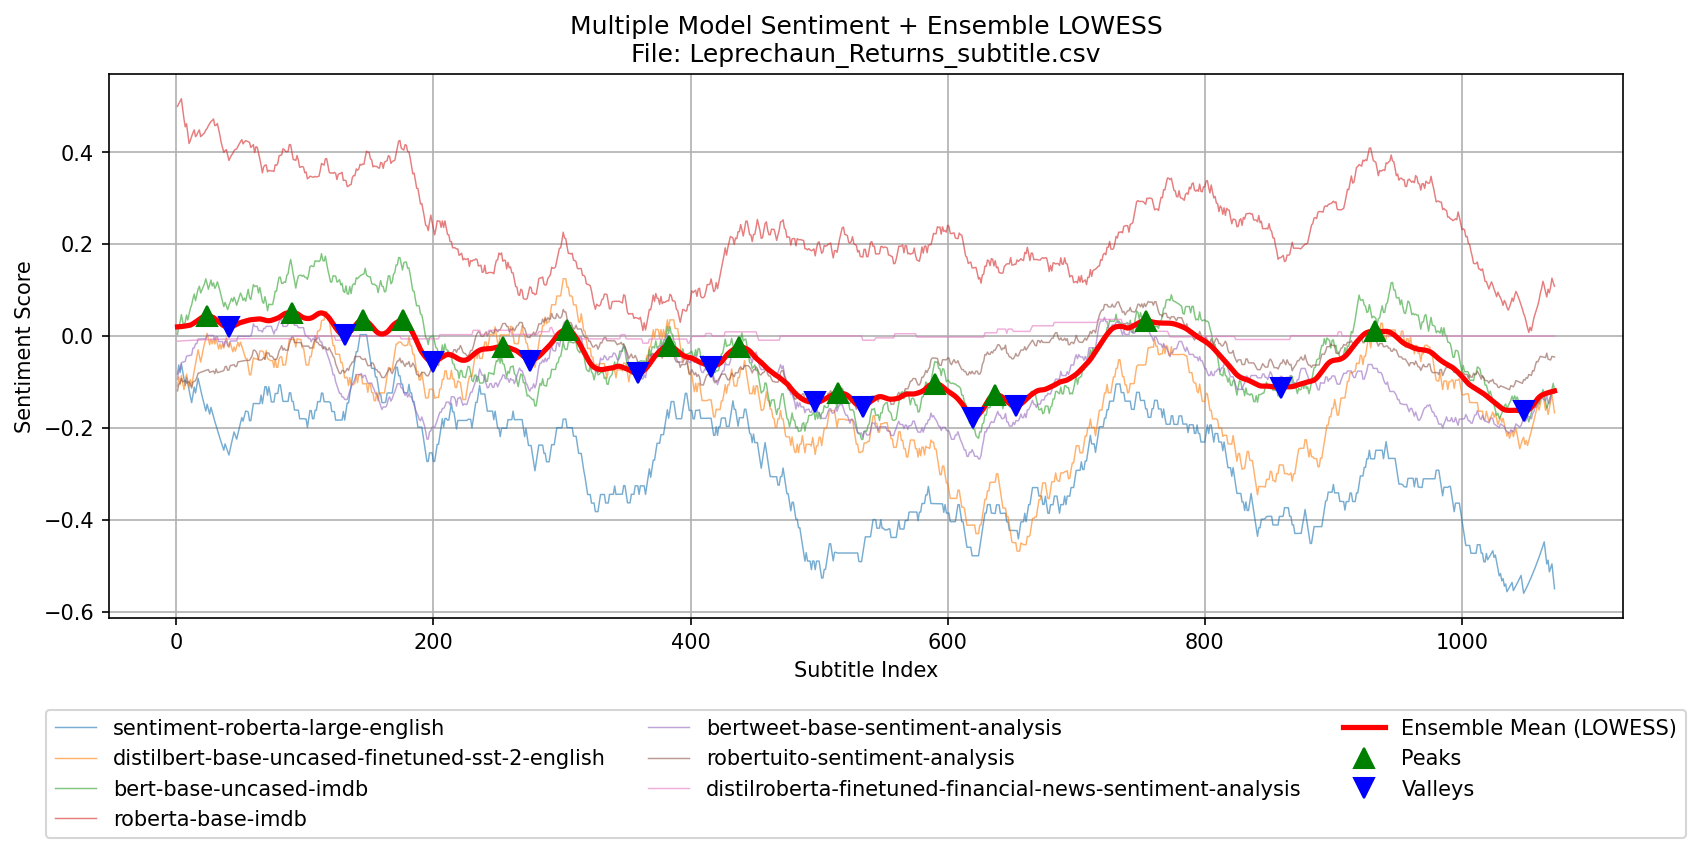 Multiple Model Sentiment + Ensemble LOWESS
File: Leprechaun_Returns_subtitle.csv
Sentiment Score
0.4
0.2
0.0
−0.2
−0.4
−0.6
0
200
400
600
800
1000
Subtitle Index
sentiment-roberta-large-english
distilbert-base-uncased-finetuned-sst-2-english
bert-base-uncased-imdb
roberta-base-imdb
bertweet-base-sentiment-analysis
robertuito-sentiment-analysis
distilroberta-finetuned-financial-news-sentiment-analysis
Ensemble Mean (LOWESS)
Peaks
Valleys